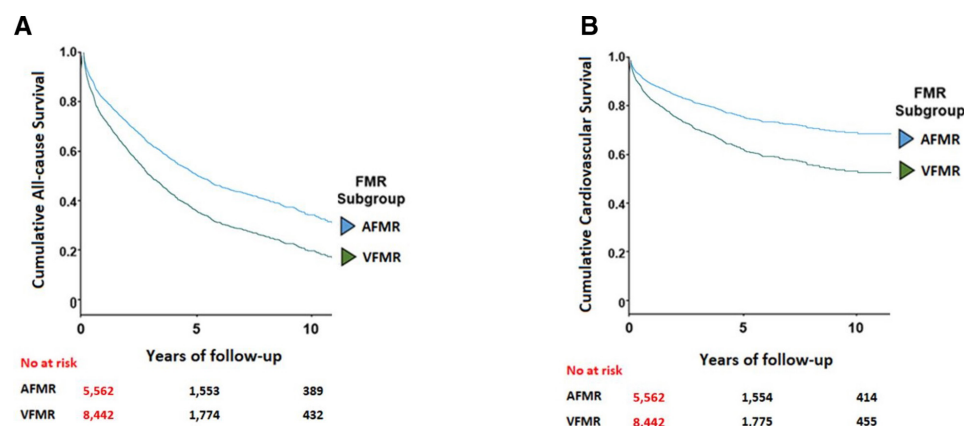 A
Cumulative All-cause Survival
1.0
0.8
0.6
0.4
0.2
0
0 5 10
Years of follow-up
FMR
Subgroup
AFMR
VFMR
No at risk
AFMR 5,562 1,553 389
VFMR 8,442 1,774 432
B
Cumulative Cardiovascular Survival
1.0
0.8
0.6
0.4
0.2
0
0 5 10
Years of follow-up
FMR
Subgroup
AFMR
VFMR
No at risk
AFMR 5,562 1,554 414
VFMR 8,442 1,775 455